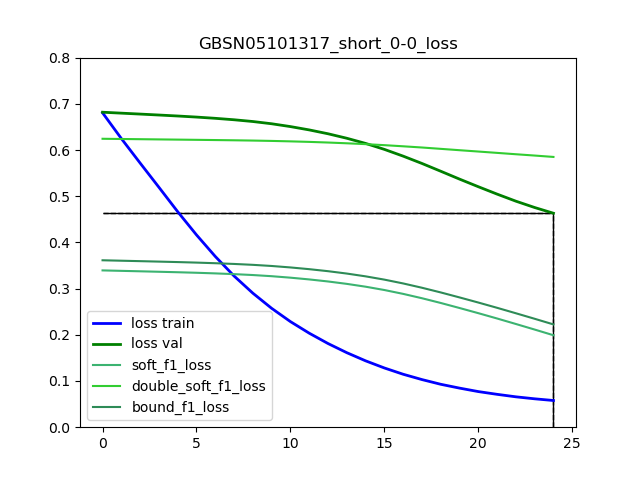 GBSN05101317_short_0-0_loss
0.8
0.7
0.6
0.5
0.4
0.3
0.2
0.1
0.0
loss train
loss val
soft_f1_loss
double_soft_f1_loss
bound_f1_loss
0 5 10 15 20 25